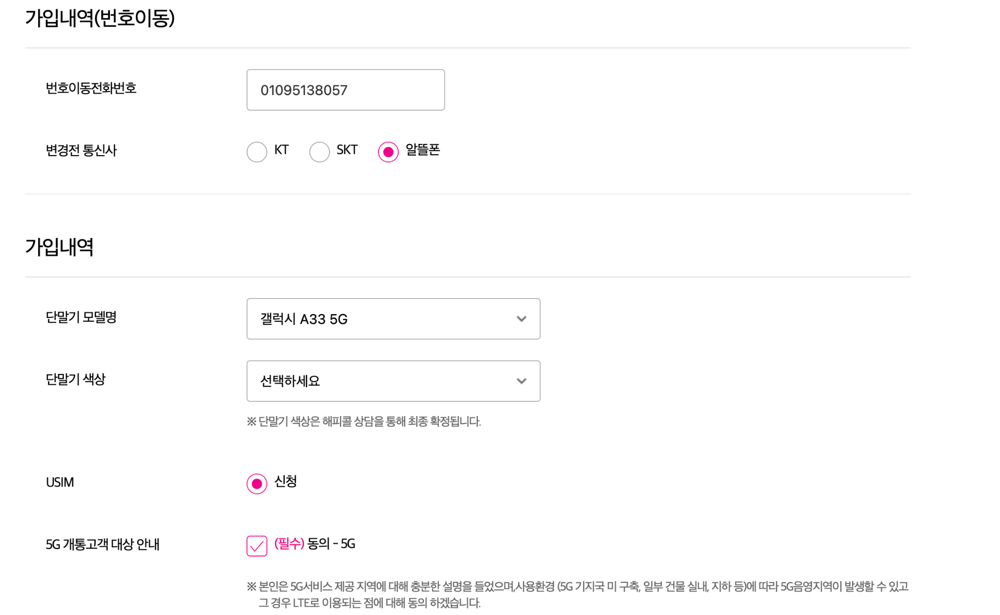 가입내역(번호이동)
번호이동전화번호
01095138057
변경전 통신사
KT SKT 알뜰폰
가입내역
단말기 모델명
갤럭시 A33 5G
단말기 색상
선택하세요
※ 단말기 색상은 해피콜 상담을 통해 최종 확정됩니다.
USIM
신청
5G 개통고객 대상 안내
(필수) 동의 - 5G
※ 본인은 5G서비스 제공 지역에 대해 충분한 설명을 들었으며,사용환경 (5G 기지국 미 구축, 일부 건물 실내, 지하 등)에 따라 5G음영지역이 발생할 수 있고
그 경우 LTE로 이용되는 점에 대해 동의 하겠습니다.